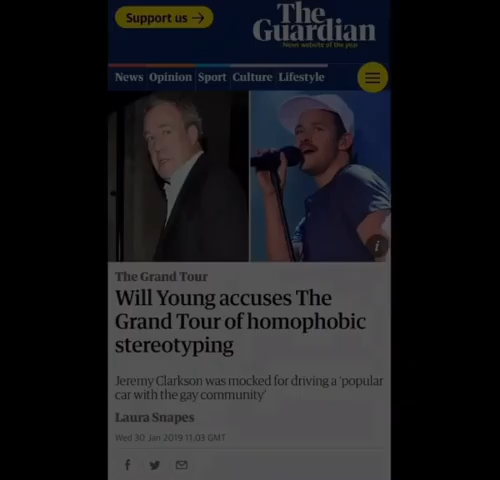 Support us →
The
Guardian
News website of the year
News Opinion Sport Culture Lifestyle
The Grand Tour
Will Young accuses The
Grand Tour of homophobic
stereotyping
Jeremy Clarkson was mocked for driving a 'popular
car with the gay community'
Laura Snapes
Wed 30 Jan 2019 11.03 GMT